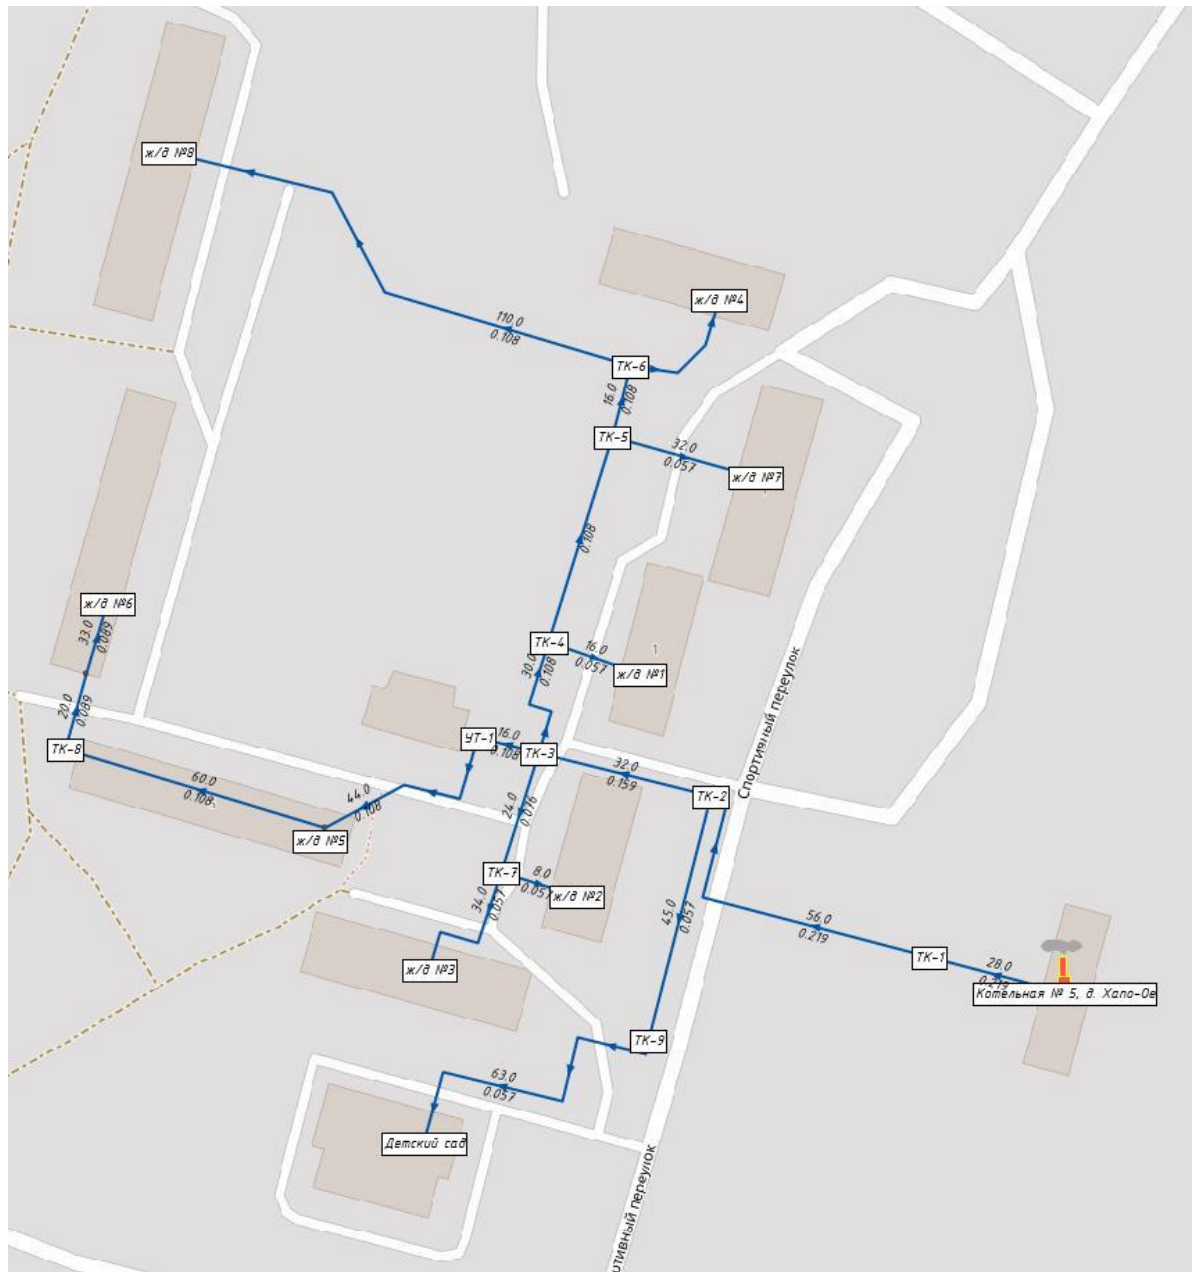 ж/д №8
ж/д №4
110.0
0.108
ТК-6
16.0
0.108
ТК-5
32.0
0.057
ж/д №7
0.108
ж/д №6
33.0
0.089
ТК-4
16.0
0.057
ж/д №1
1
30.0
0.108
20.0
0.089
ТК-8
УТ-1
16.0
0.108
ТК-3
32.0
0.159
ТК-2
Спортивный переулок
60.0
0.108
44.0
0.108
ж/д №5
24.0
0.076
ТК-7
8.0
0.057
ж/д №2
34.0
0.057
45.0
0.057
56.0
0.219
ТК-1
28.0
0.219
Котельная № 5, д. Хапо-Ое
ж/д №3
ТК-9
63.0
0.057
Детский сад
тивный переулок